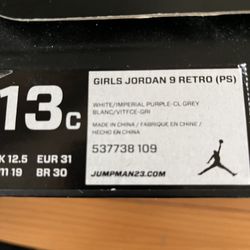 GIRLS JORDAN 9 RETRO (PS)
13C
WHITE/IMPERIAL PURPLE-CL GREY
BLANC/VITFCE-GRI
MADE IN CHINA / FABRIQUE EN CHINE /
HECHO EN CHINA
537738 109
K 12.5 EUR 31
11 19 BR 30
JUMPMAN23.COM